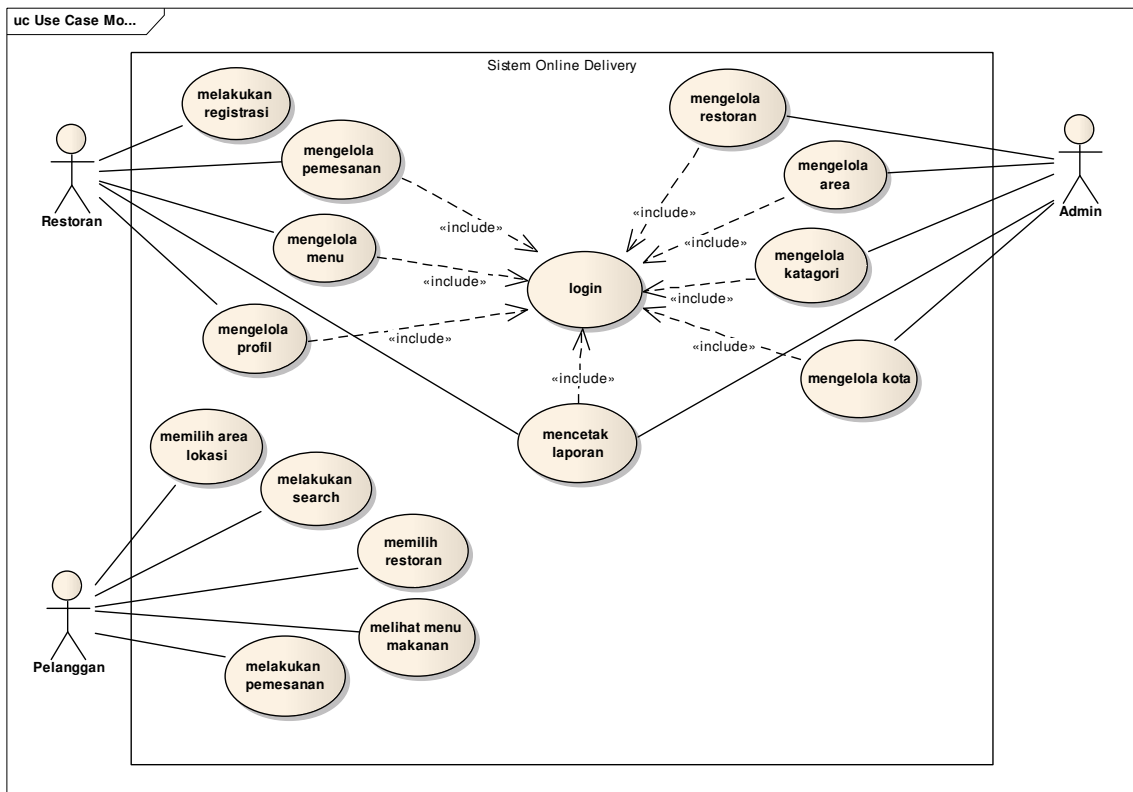 uc Use Case Mo...
Sistem Online Delivery
melakukan
registrasi
mengelola
pemesanan
mengelola
menu
mengelola
profil
Restoran
mengelola
restoran
mengelola
area
mengelola
katagori
mengelola kota
Admin
«include»
«include»
«include»
«include»
«include»
«include»
«include»
«include»
login
mencetak
laporan
memilih area
lokasi
melakukan
search
memilih
restoran
melihat menu
makanan
melakukan
pemesanan
Pelanggan